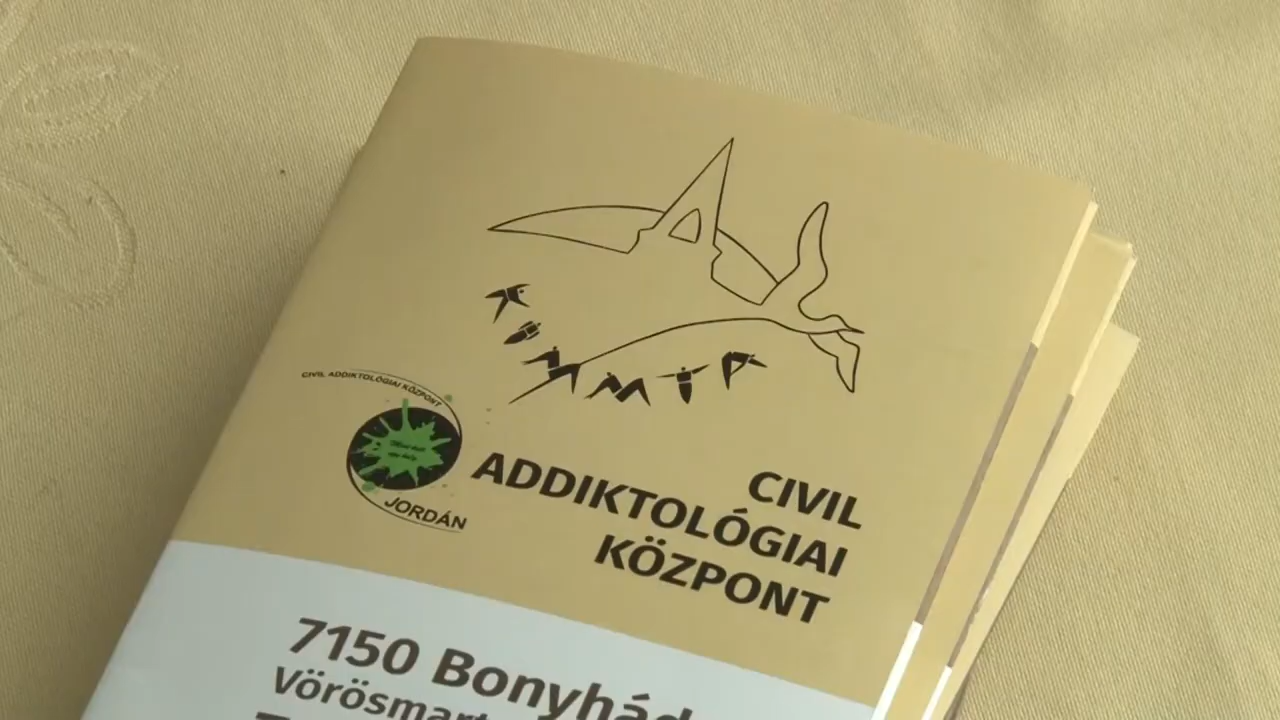 CIVIL ADDIKTOLÓGIAI KÖZPONT
JORDÁN
CIVIL
ADDIKTOLÓGIAI
KÖZPONT
7150 Bonyhád